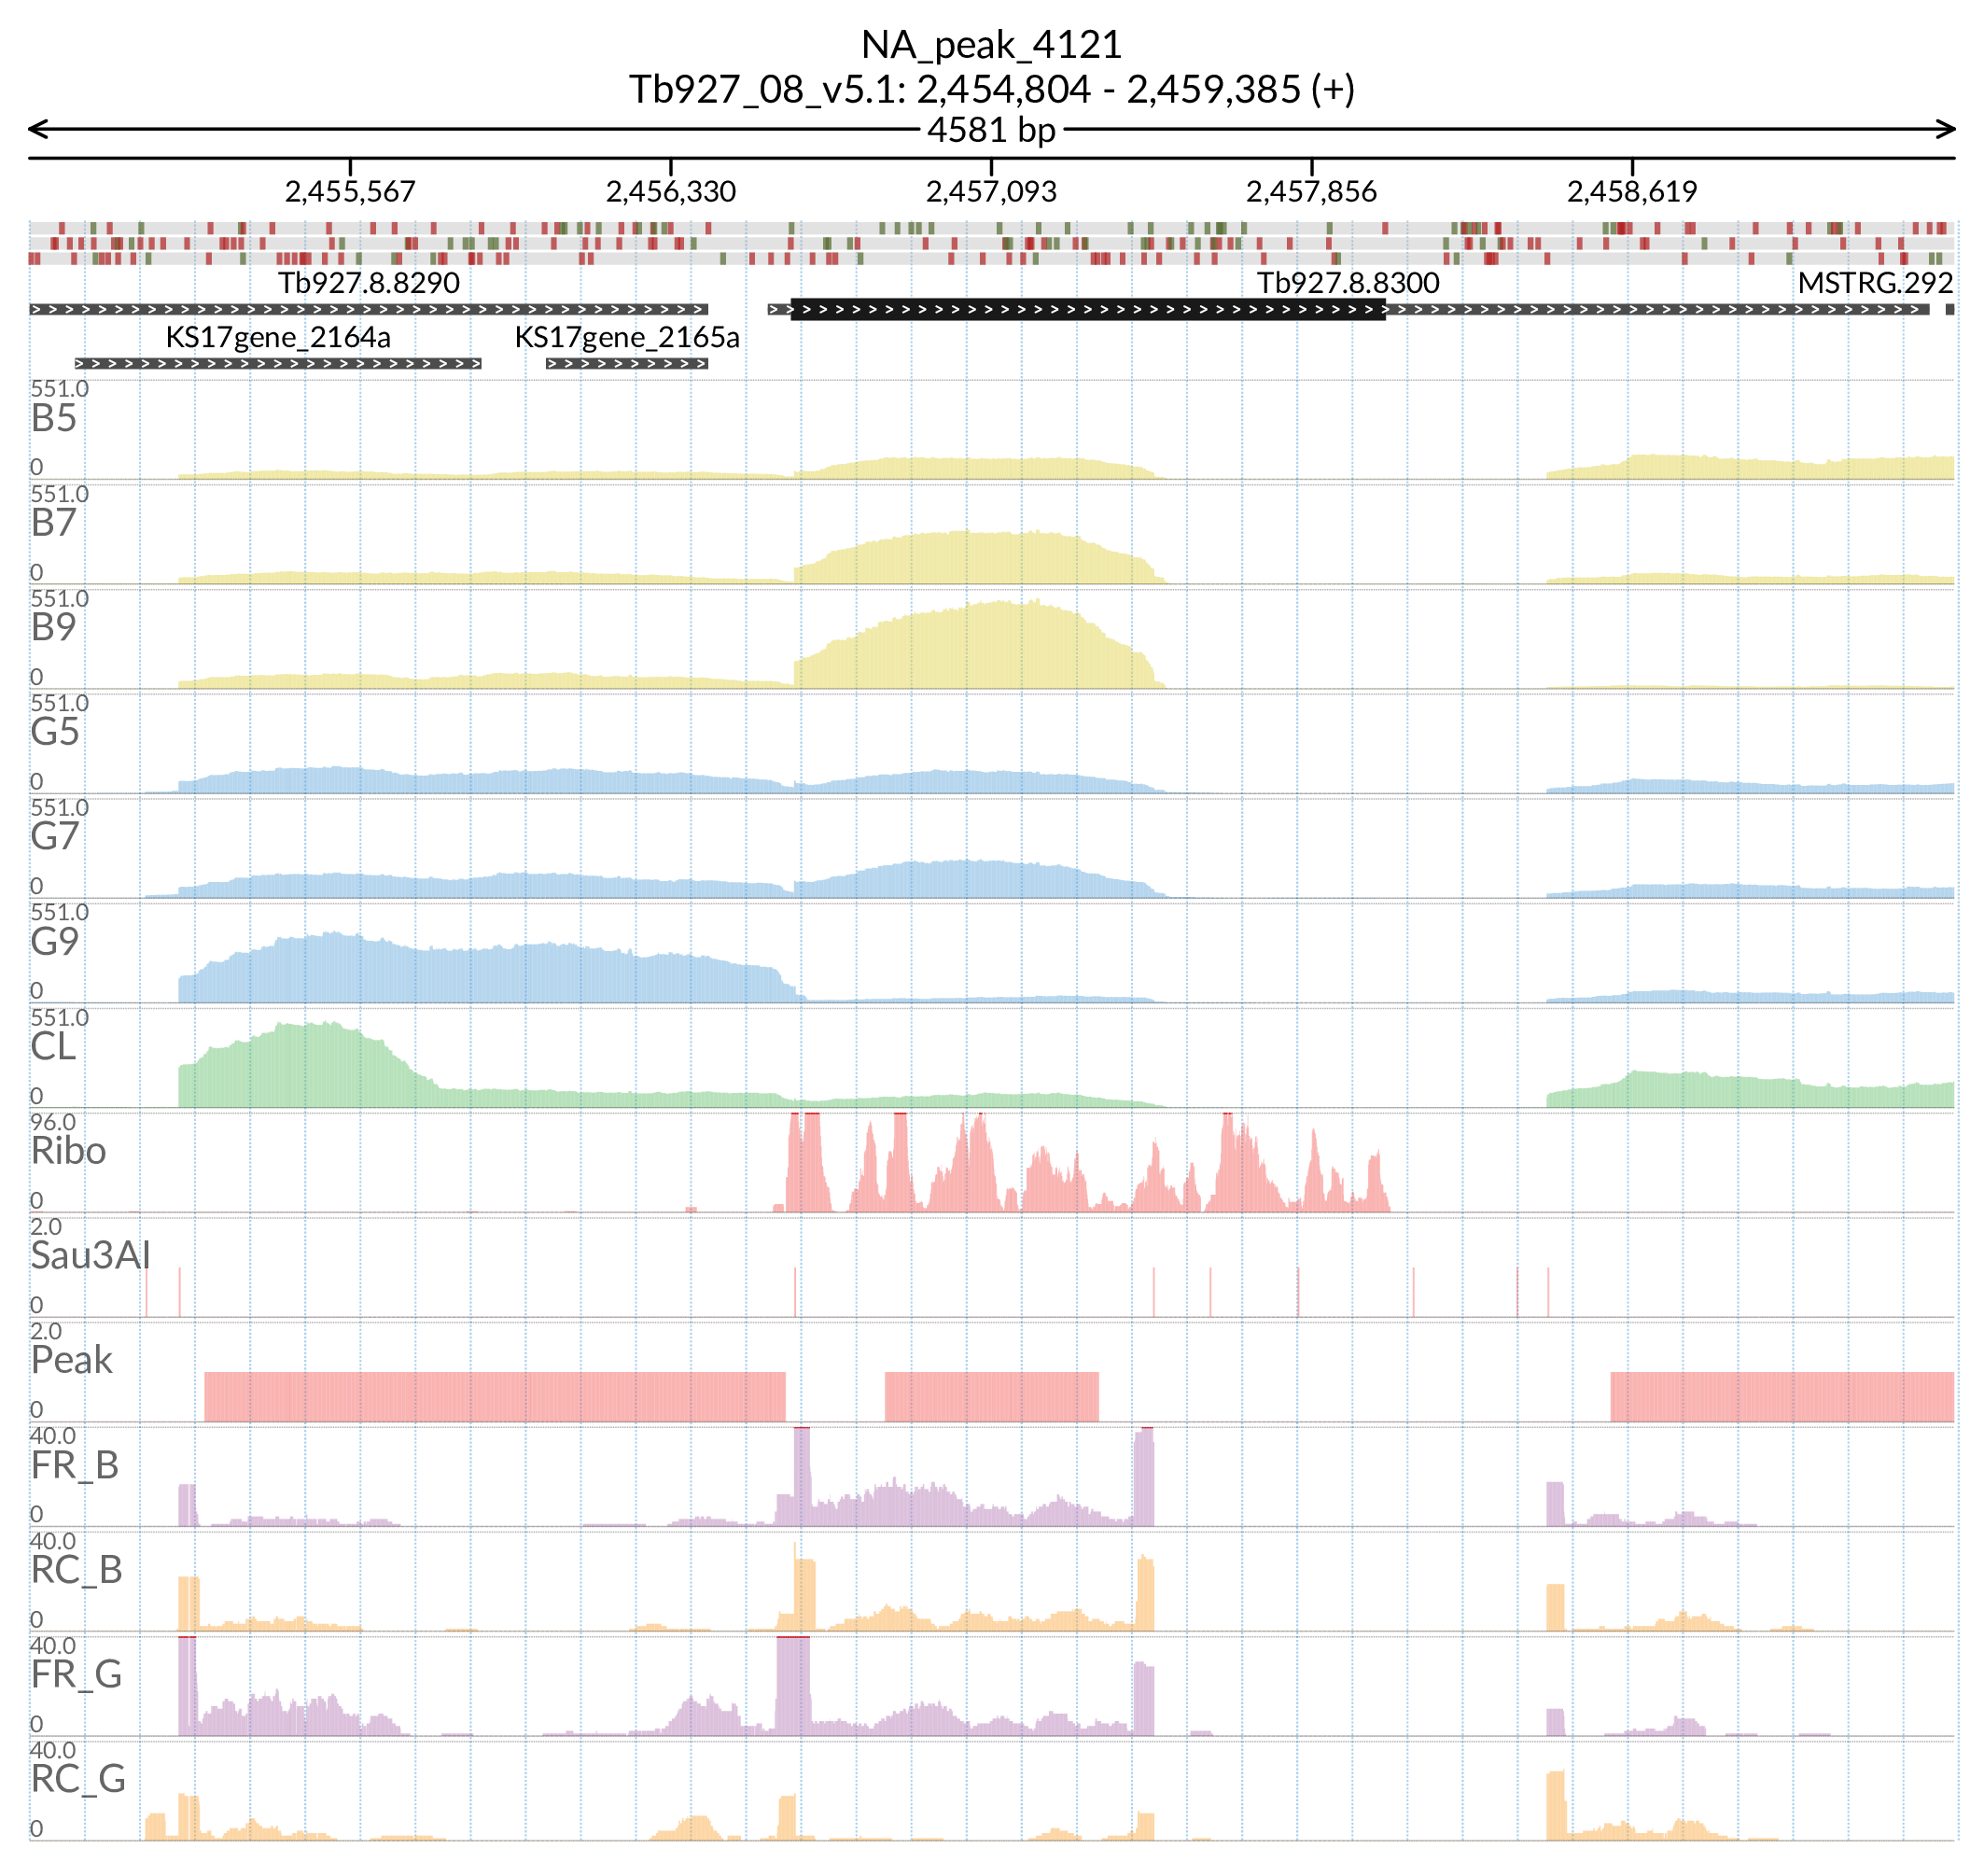 NA_peak_4121
Tb927_08_v5.1: 2,454,804 - 2,459,385 (+)
4581 bp
2,455,567 2,456,330 2,457,093 2,457,856 2,458,619
Tb927.8.8290 Tb927.8.8300 MSTRG.292
KS17gene_2164a KS17gene_2165a
551.0
B5
0
551.0
B7
0
551.0
B9
0
551.0
G5
0
551.0
G7
0
551.0
G9
0
551.0
CL
0
96.0
Ribo
0
2.0
Sau3AI
0
2.0
Peak
0
40.0
FR_B
0
40.0
RC_B
0
40.0
FR_G
0
40.0
RC_G
0